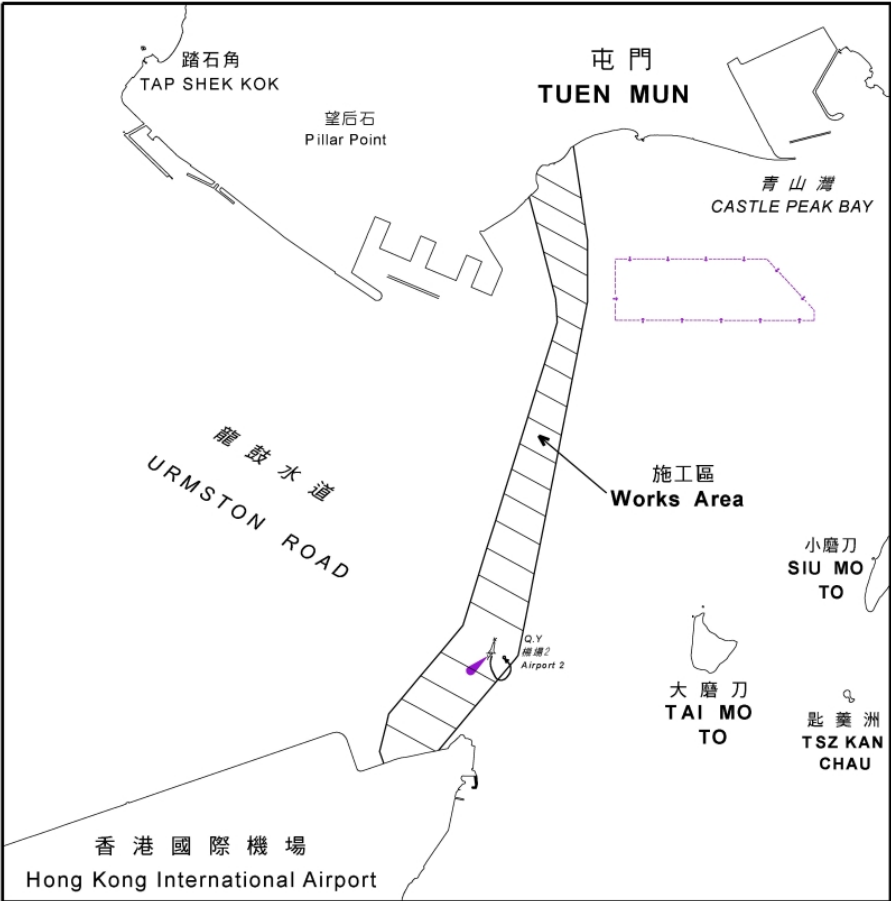 踏石角
TAP SHEK KOK
望后石
Pillar Point
屯門
TUEN MUN
青山灣
CASTLE PEAK BAY
龍鼓水道
URMSTON ROAD
施工區
Works Area
小磨刀
SIU MO
TO
Q.Y
機場2
Airport 2
大磨刀
TAI MO
TO
匙羹洲
TSZ KAN
CHAU
香港國際機場
Hong Kong International Airport